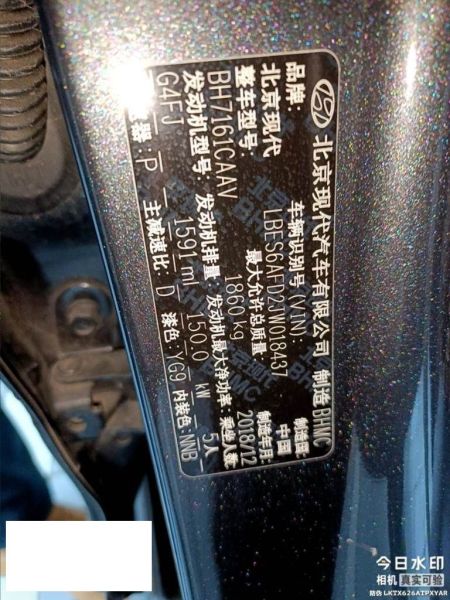 北京现代汽车有限公司 制造 BHMC
品牌: 北京现代 制造国: 中国
整车型号: BH7161CAAV
车辆识别号(VIN): LBES6AFD2JW018437
最大允许总质量: 1860 kg 制造年月: 2018/12
发动机型号: G4FJ 发动机排量: 1591 ml 发动机最大净功率: 150.0 kW 乘坐人数: 5人
器: P 主减速比: D 漆色: YG9 内装色: NNB
今日水印
相机 真实可验
防伪 LKTX626ATPXYAR